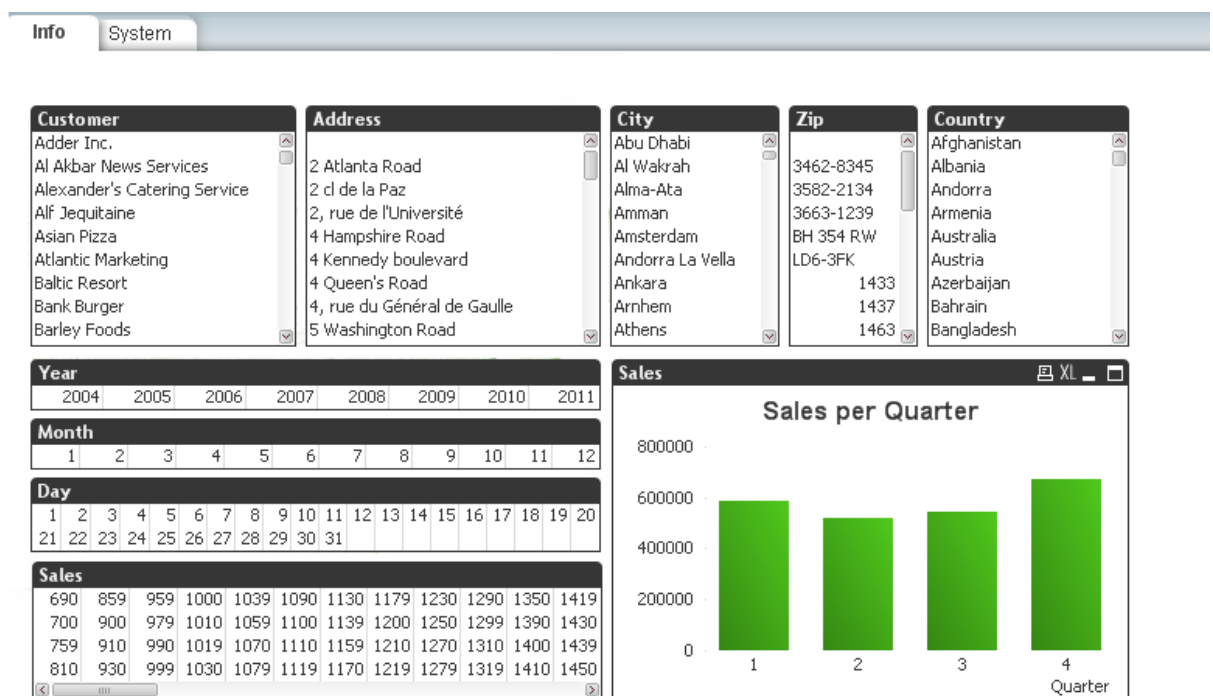 Info System
Customer
Adder Inc.
Al Akbar News Services
Alexander's Catering Service
Alf Jequitaine
Asian Pizza
Atlantic Marketing
Baltic Resort
Bank Burger
Barley Foods
Address
2 Atlanta Road
2 cl de la Paz
2, rue de l'Université
4 Hampshire Road
4 Kennedy boulevard
4 Queen's Road
4, rue du Général de Gaulle
5 Washington Road
City
Abu Dhabi
Al Wakrah
Alma-Ata
Amman
Amsterdam
Andorra La Vella
Ankara
Arnhem
Athens
Zip
3462-8345
3582-2134
3663-1239
BH 354 RW
LD6-3FK
1433
1437
1463
Country
Afghanistan
Albania
Andorra
Armenia
Australia
Austria
Azerbaijan
Bahrain
Bangladesh
Year
2004 2005 2006 2007 2008 2009 2010 2011
Month
1 2 3 4 5 6 7 8 9 10 11 12
Day
1 2 3 4 5 6 7 8 9 10 11 12 13 14 15 16 17 18 19 20
21 22 23 24 25 26 27 28 29 30 31
Sales
690 859 959 1000 1039 1090 1130 1179 1230 1290 1350 1419
700 900 979 1010 1059 1100 1139 1200 1250 1299 1390 1430
759 910 990 1019 1070 1110 1159 1210 1270 1310 1400 1439
810 930 999 1030 1079 1119 1170 1219 1279 1319 1410 1450
Sales XL
Sales per Quarter
800000
600000
400000
200000
0
1 2 3 4
Quarter